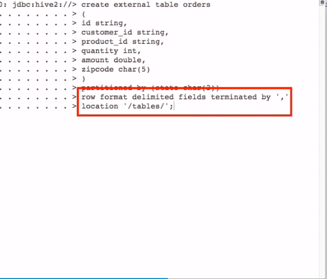 0: jdbc:hive2://> create external table orders
. . . . . . . . > (
. . . . . . . . > id string,
. . . . . . . . > customer_id string,
. . . . . . . . > product_id string,
. . . . . . . . > quantity int,
. . . . . . . . > amount double,
. . . . . . . . > zipcode char(5)
. . . . . . . . > )
. . . . . . . . > partitioned by (state char(2))
. . . . . . . . > row format delimited fields terminated by ','
. . . . . . . . > location '/tables/';